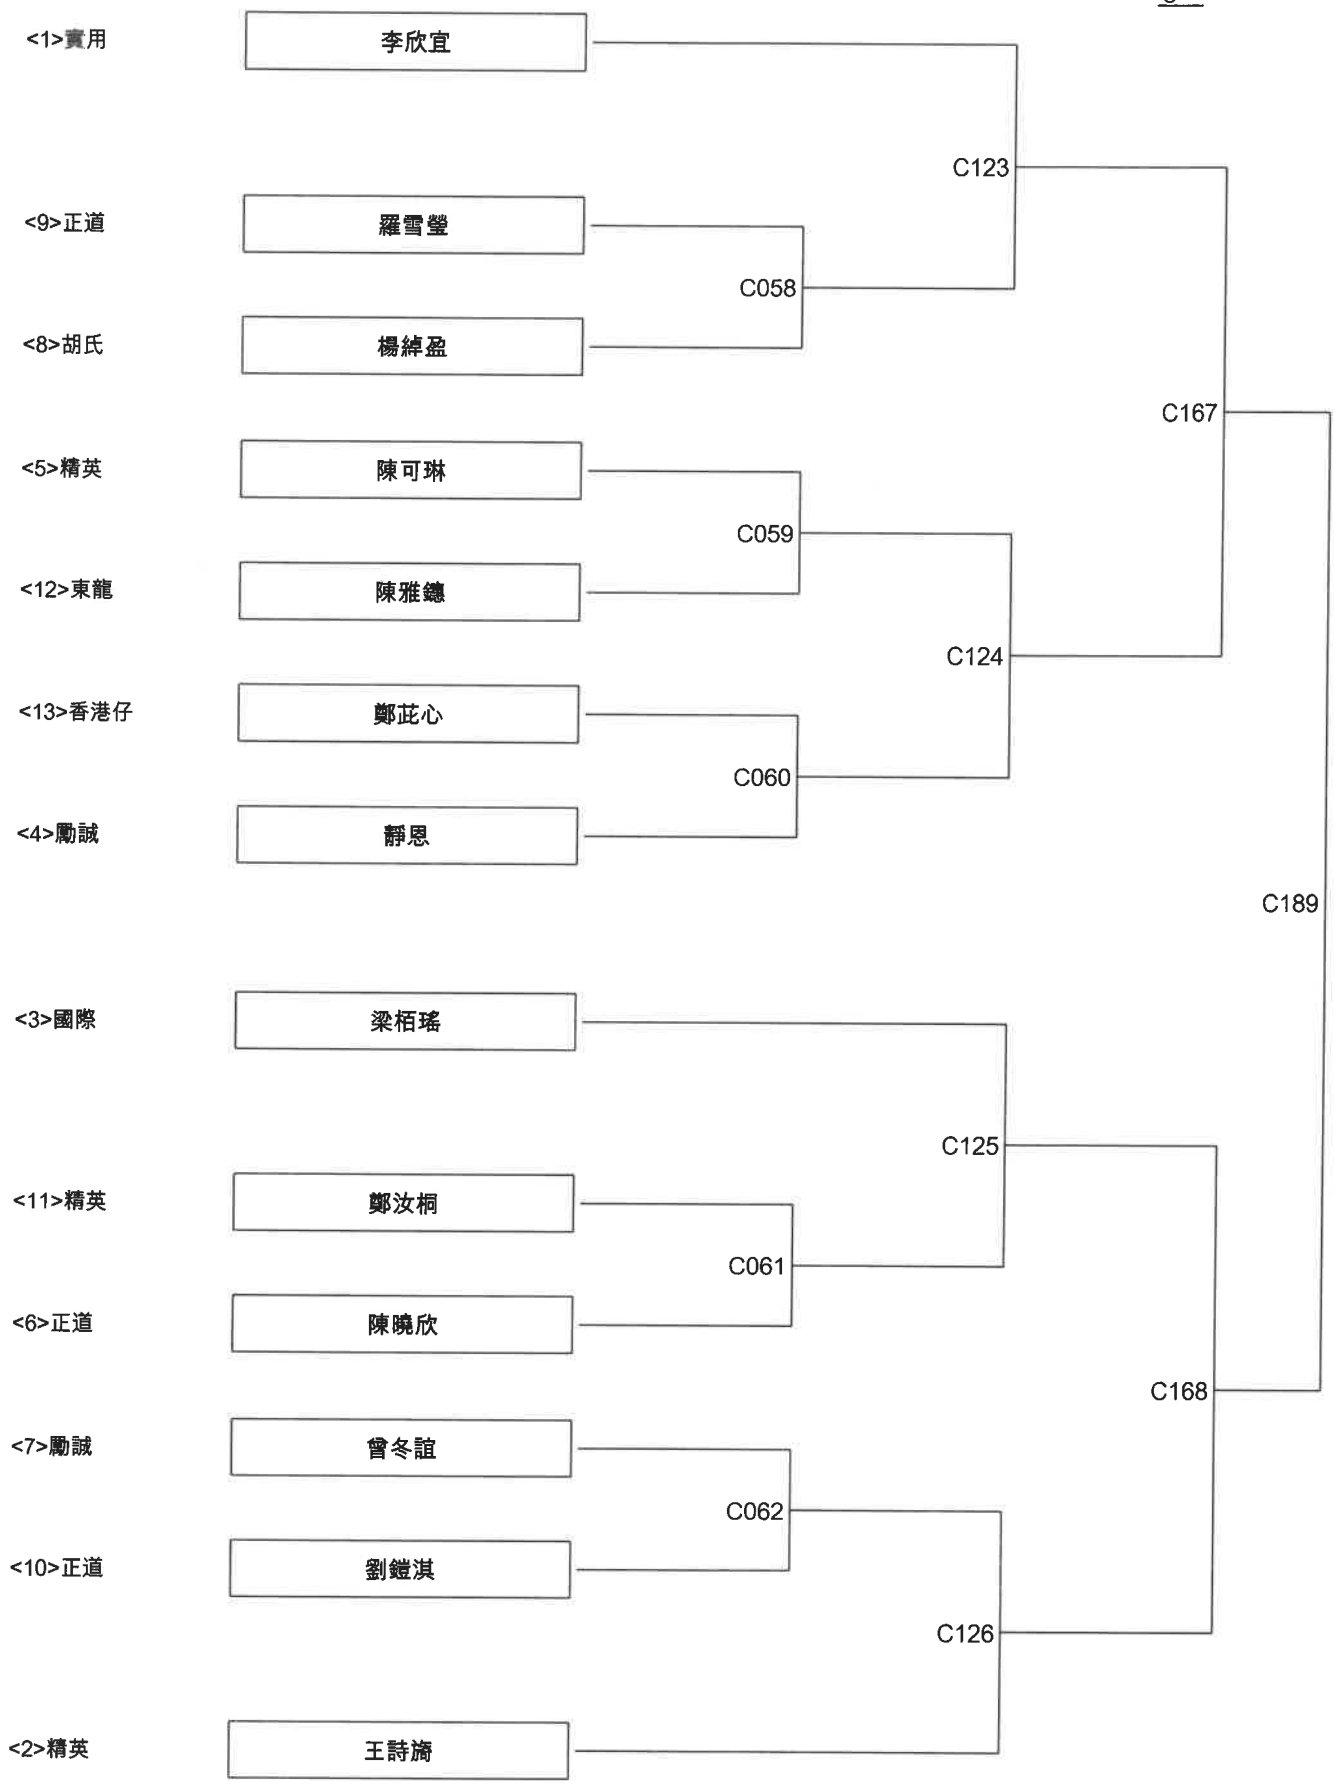 <1>實用 李欣宜
C123
<9>正道 羅雪瑩
C058
<8>胡氏 楊綽盈
C167
<5>精英 陳可琳
C059
<12>東龍 陳雅鏸
C124
<13>香港仔 鄭茈心
C060
<4>勵誠 靜恩
C189
<3>國際 梁栢瑤
C125
<11>精英 鄭汝桐
C061
<6>正道 陳曉欣
C168
<7>勵誠 曾冬誼
C062
<10>正道 劉鎧淇
C126
<2>精英 王詩旖